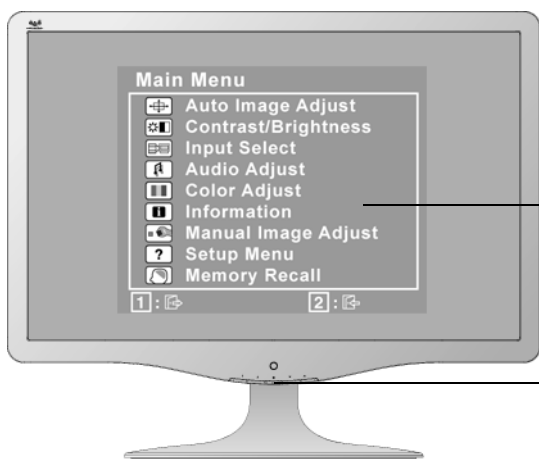 Main Menu
Auto Image Adjust
Contrast/Brightness
Input Select
Audio Adjust
Color Adjust
Information
Manual Image Adjust
? Setup Menu
Memory Recall
1 : 2 :